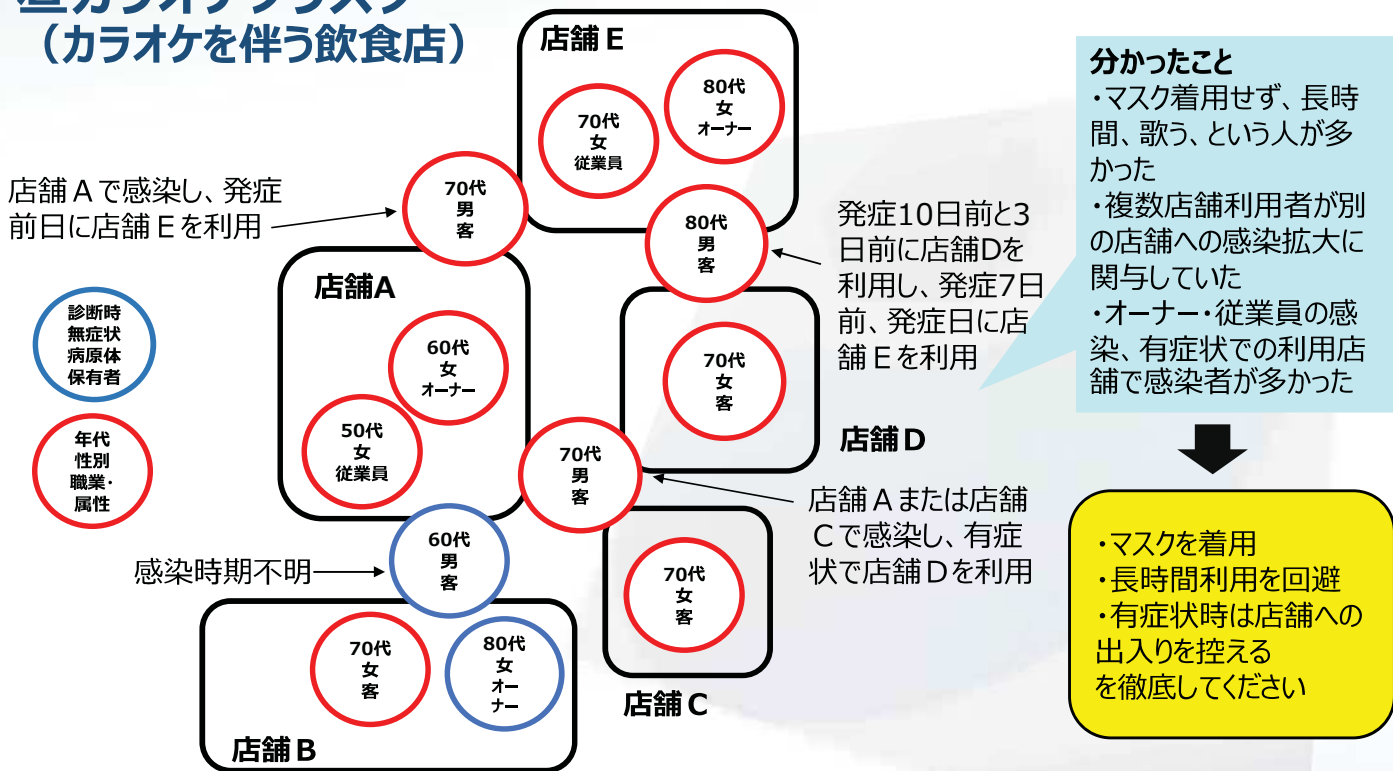 昼カラオケクラスター
（カラオケを伴う飲食店）
店舗E
70代
女
従業員
80代
女
オーナー
店舗Aで感染し、発症
前日に店舗Eを利用
70代
男
客
80代
男
客
発症10日前と3
日前に店舗Dを
利用し、発症7日
前、発症日に店
舗Eを利用
店舗A
60代
女
オーナー
50代
女
従業員
診断時
無症状
病原体
保有者
年代
性別
職業・
属性
70代
女
客
店舗D
70代
男
客
店舗Aまたは店舗
Cで感染し、有症
状で店舗Dを利用
感染時期不明
60代
男
客
70代
女
客
店舗C
70代
女
客
80代
女
オー
ナー
店舗B
分かったこと
・マスク着用せず、長時
間、歌う、という人が多
かった
・複数店舗利用者が別
の店舗への感染拡大に
関与していた
・オーナー・従業員の感
染、有症状での利用店
舗で感染者が多かった
・マスクを着用
・長時間利用を回避
・有症状時は店舗への
出入りを控える
を徹底してください